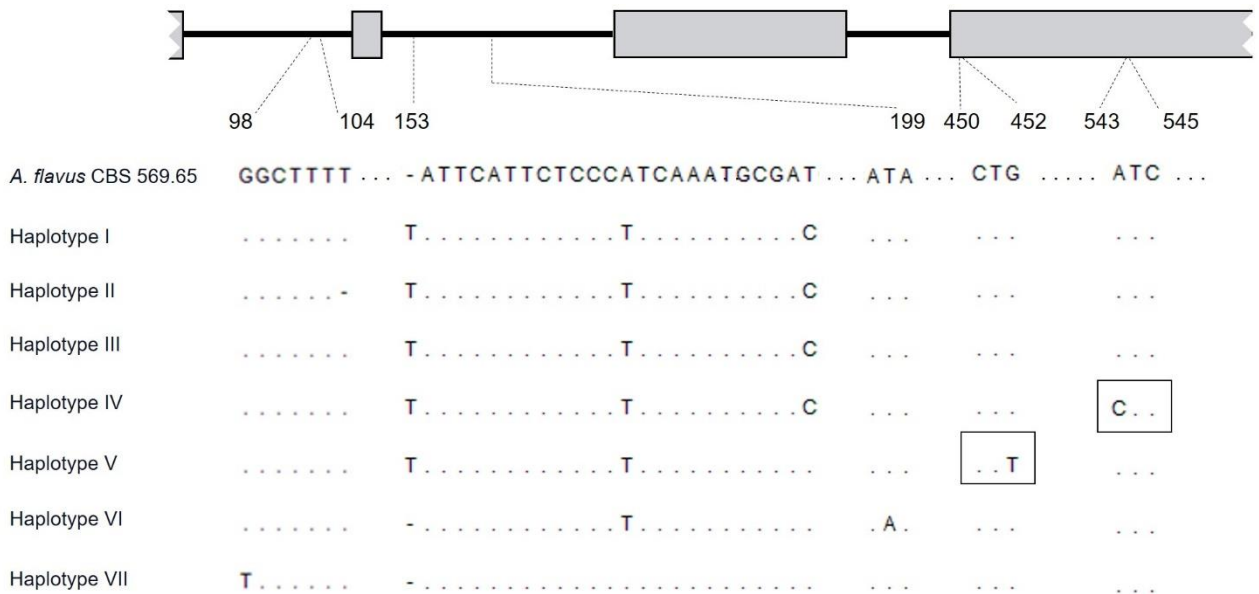 98 104 153 199 450 452 543 545
A. flavus CBS 569.65 GGCTTTT ... -ATTCATTCTCCCATCAAATGCGAT ... ATA ... CTG ..... ATC ...
Haplotype I ....... T............T..........C ... ... ...
Haplotype II ......- T............T..........C ... ... ...
Haplotype III ....... T............T..........C ... ... ...
Haplotype IV ....... T............T..........C ... ... C..
Haplotype V ....... T............T........... ... ..T ...
Haplotype VI ....... -............T........... .A. ... ...
Haplotype VII T...... -........................ ... ... ...